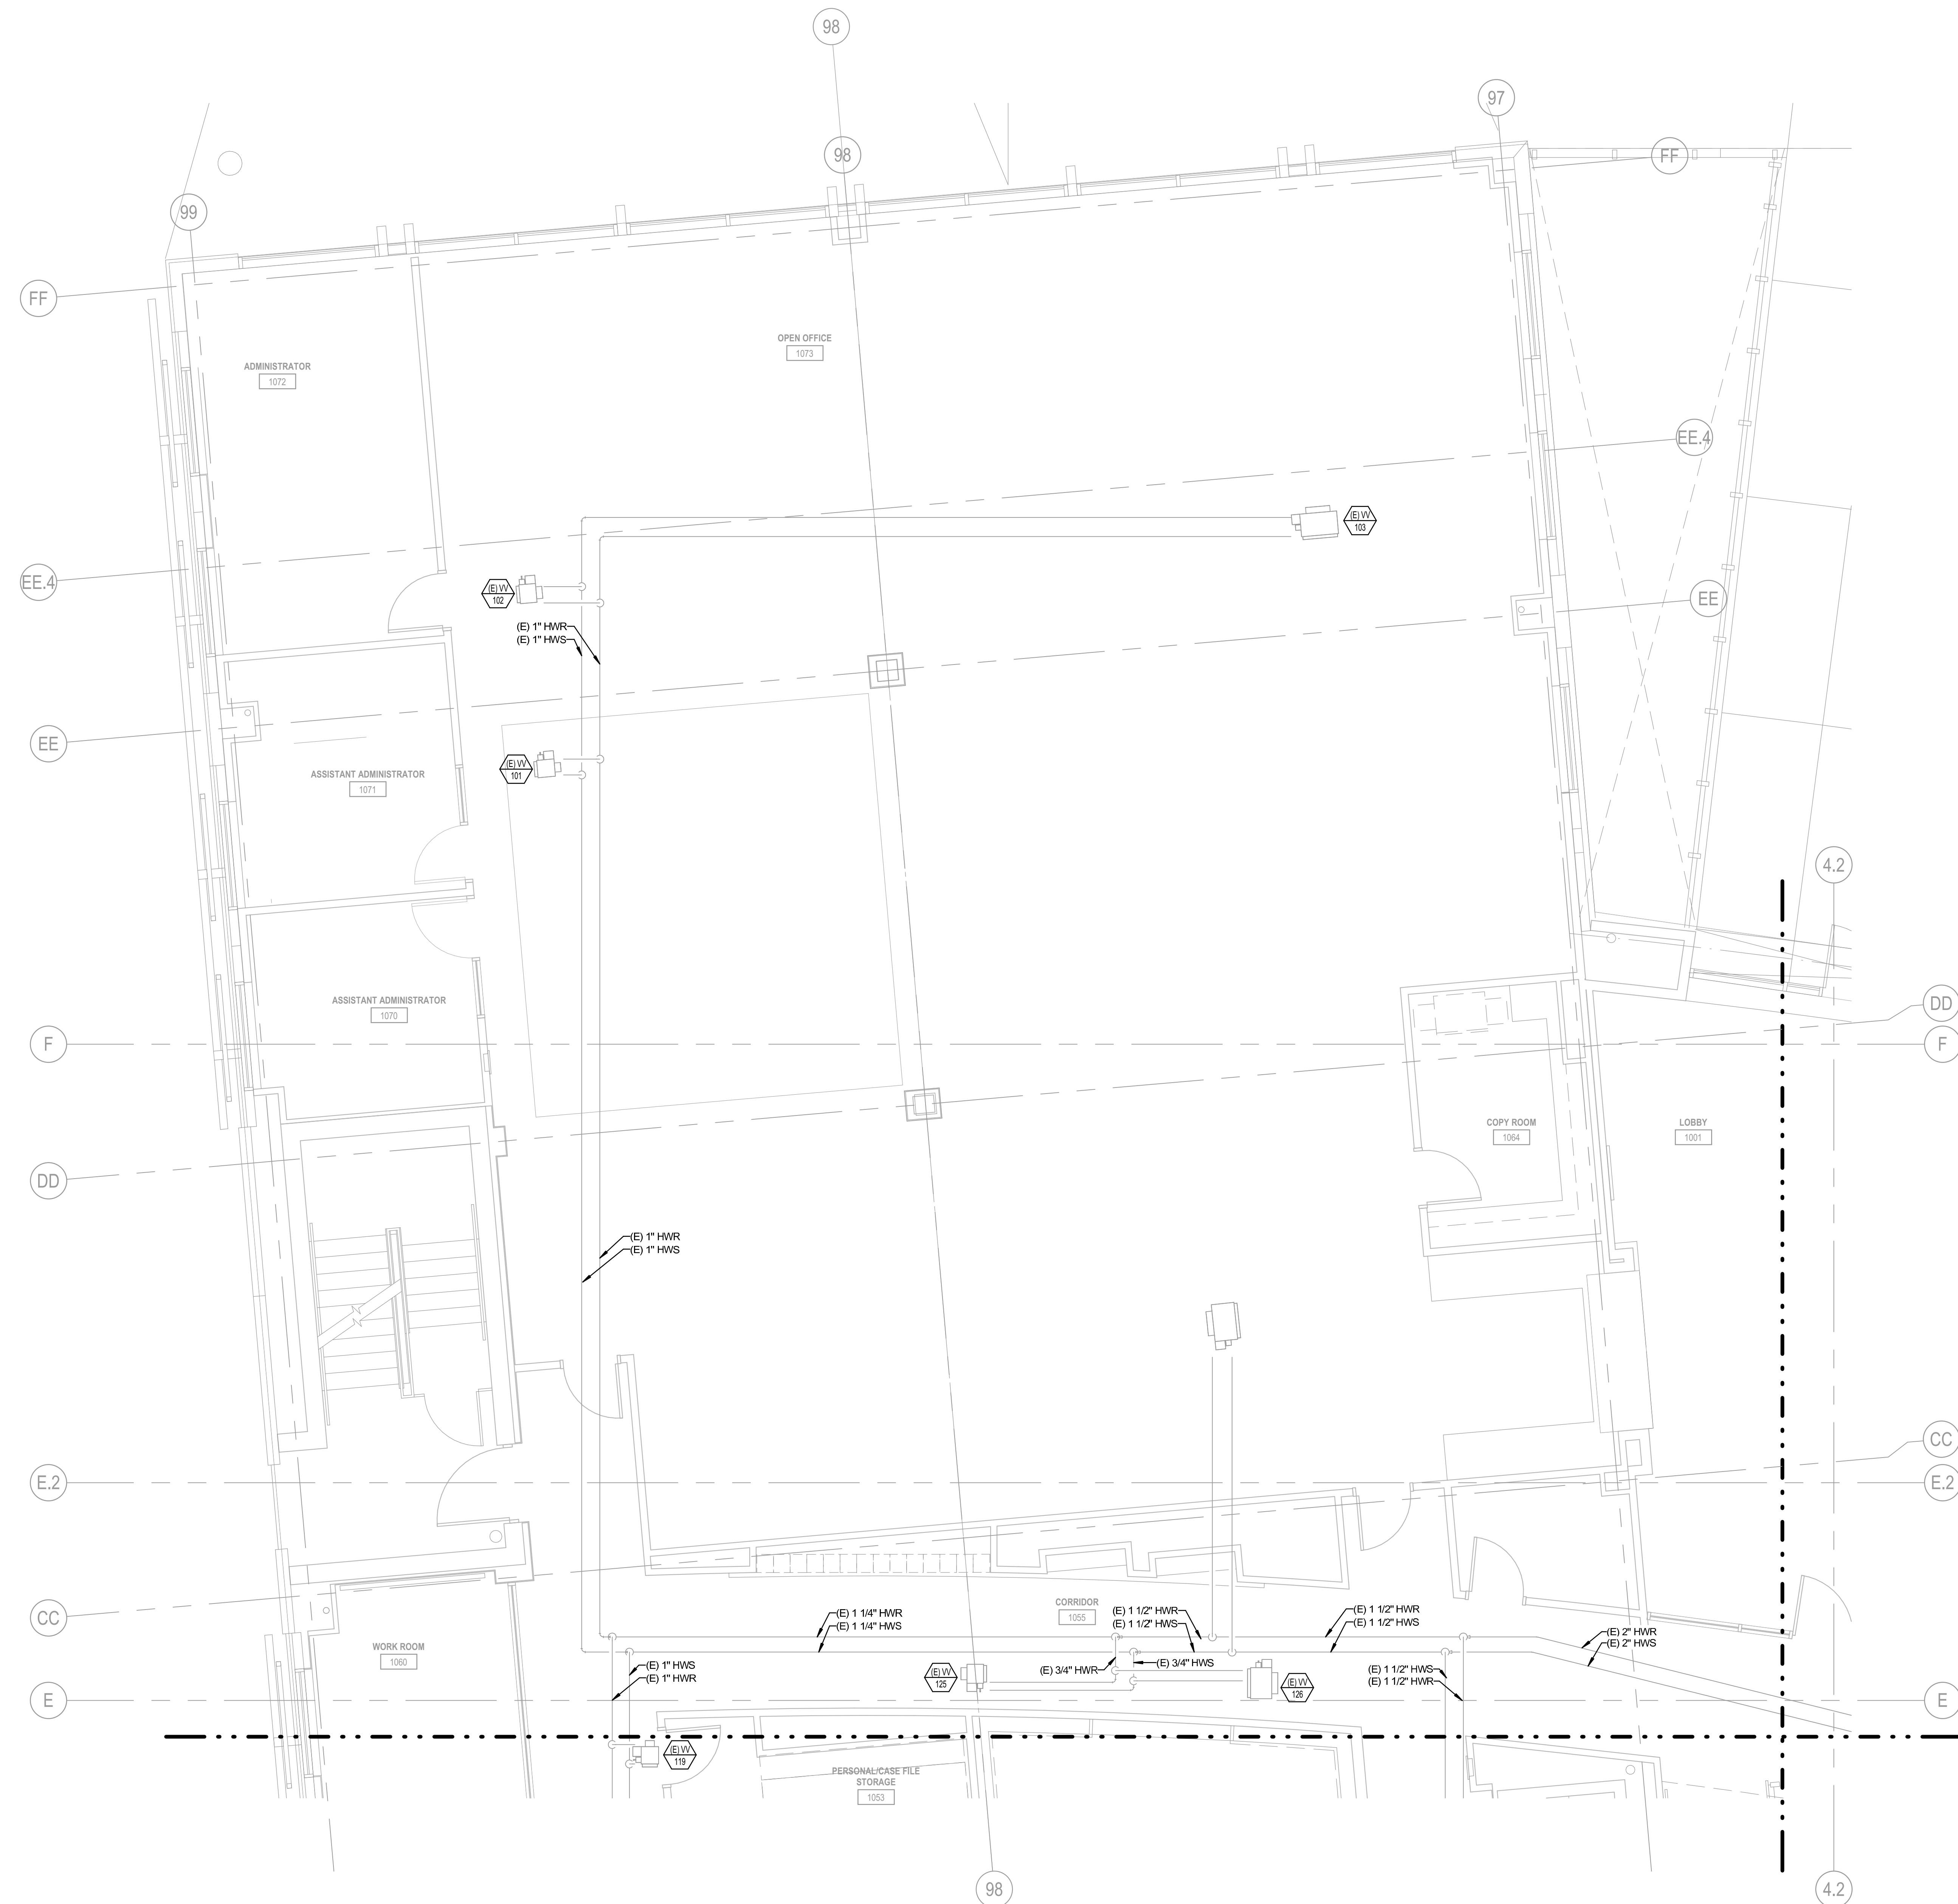 98
97
98
FF
99
FF
OPEN OFFICE
1073
ADMINISTRATOR
1072
EE.4
(E) VV
103
EE.4
(E) VV
102
EE
(E) 1" HWR
(E) 1" HWS
EE
(E) VV
101
ASSISTANT ADMINISTRATOR
1071
4.2
ASSISTANT ADMINISTRATOR
1070
DD
F
F
COPY ROOM
1064
LOBBY
1001
DD
(E) 1" HWR
(E) 1" HWS
CC
E.2
E.2
CC
CORRIDOR
1055
(E) 1 1/4" HWR
(E) 1 1/4" HWS
(E) 1 1/2" HWR
(E) 1 1/2" HWS
(E) 1 1/2" HWR
(E) 1 1/2" HWS
(E) 2" HWR
(E) 2" HWS
WORK ROOM
1060
(E) 1" HWS
(E) 1" HWR
(E) VV
125
(E) 3/4" HWR
(E) 3/4" HWS
(E) VV
126
(E) 1 1/2" HWS
(E) 1 1/2" HWR
E
E
(E) VV
119
PERSONAL/CASE FILE
STORAGE
1053
98
4.2